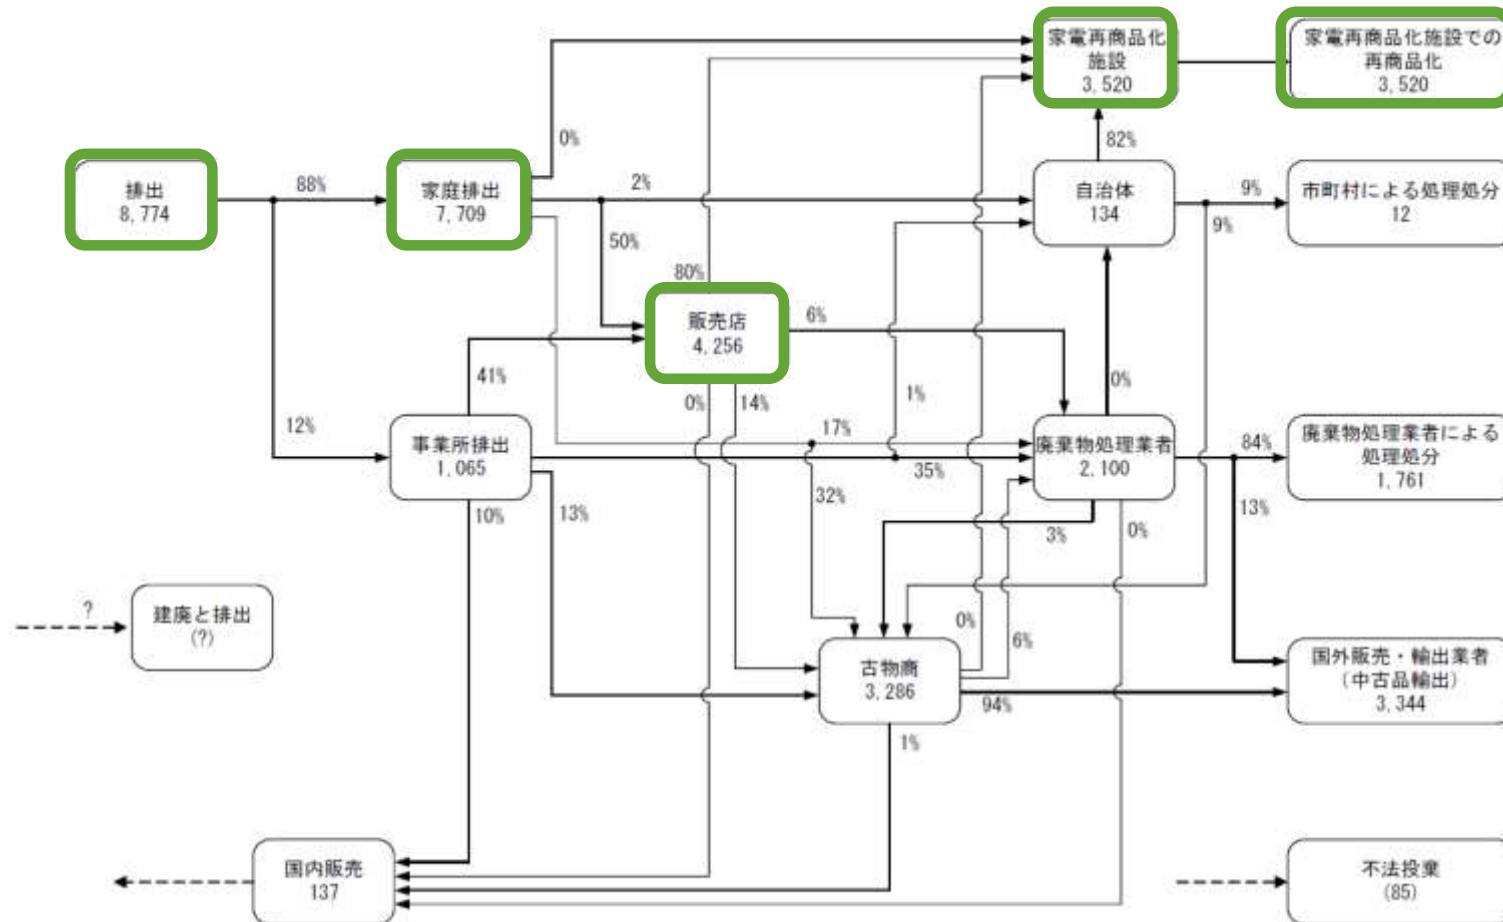 家電再商品化
施設
3,520
家電再商品化施設での
再商品化
3,520
0%
82%
排出
8,774
88%
家庭排出
7,709
2%
自治体
134
9%
市町村による処理処分
12
9%
50%
80%
販売店
4,256
6%
41%
0%
14%
1%
0%
12%
事業所排出
1,065
17%
35%
廃棄物処理業者
2,100
84%
廃棄物処理業者による
処理処分
1,761
32%
13%
10%
13%
3%
0%
?
建廃と排出
(?)
0%
6%
古物商
3,286
94%
国外販売・輸出業者
(中古品輸出)
3,344
1%
国内販売
137
不法投棄
(85)